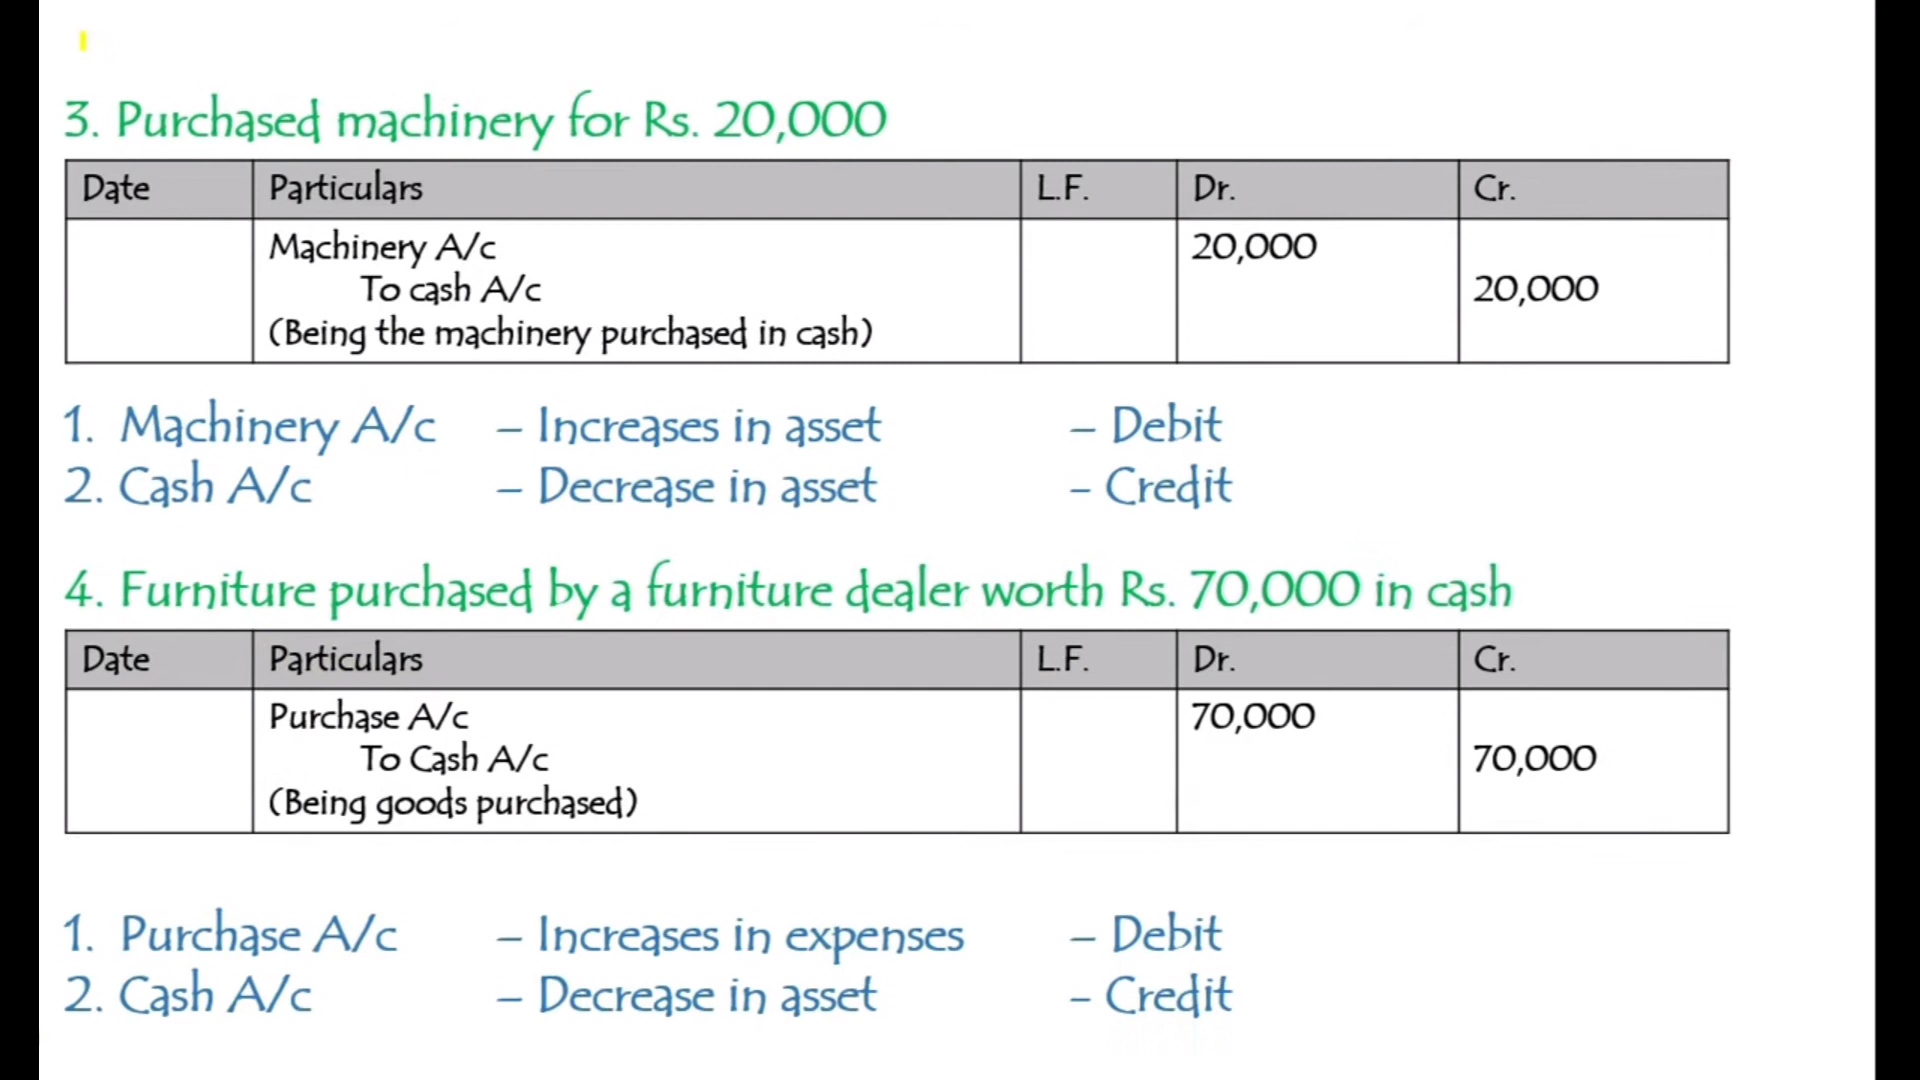 3. Purchased machinery for Rs. 20,000
Date Particulars L.F. Dr. Cr.
Machinery A/c 20,000
To cash A/c 20,000
(Being the machinery purchased in cash)
1. Machinery A/c – Increases in asset – Debit
2. Cash A/c – Decrease in asset – Credit
4. Furniture purchased by a furniture dealer worth Rs. 70,000 in cash
Date Particulars L.F. Dr. Cr.
Purchase A/c 70,000
To Cash A/c 70,000
(Being goods purchased)
1. Purchase A/c – Increases in expenses – Debit
2. Cash A/c – Decrease in asset – Credit